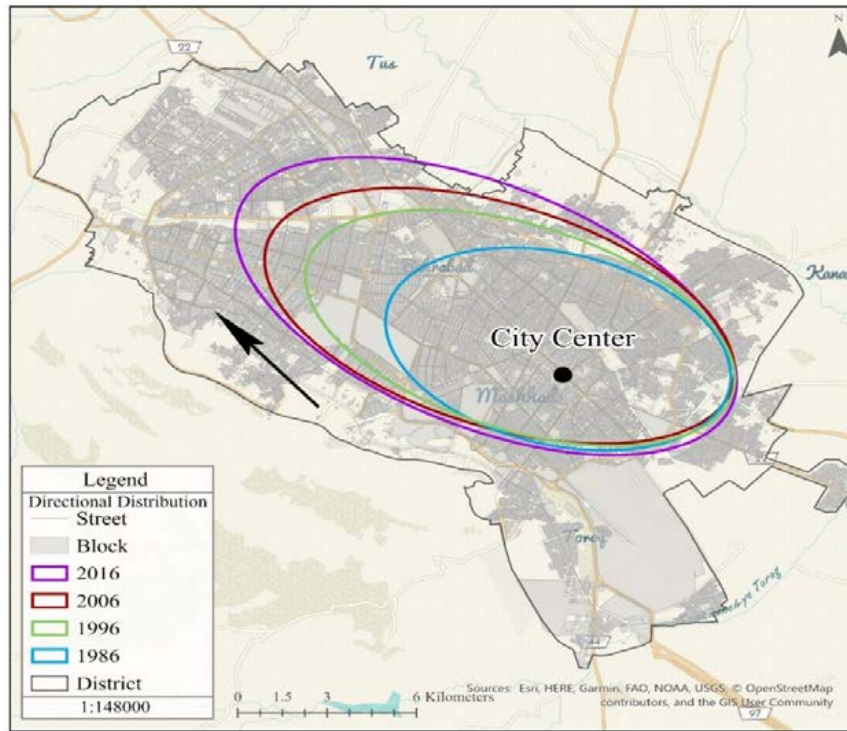 N
22
Tus
Kana
City Center
Mashhad
Legend
Directional Distribution
Street
Block
2016
2006
1996
1986
District
1:148000
Torq
44
0 1.5 3 6 Kilometers
Sources: Esri, HERE, Garmin, FAO, NOAA, USGS, © OpenStreetMap
contributors, and the GIS User Community
97